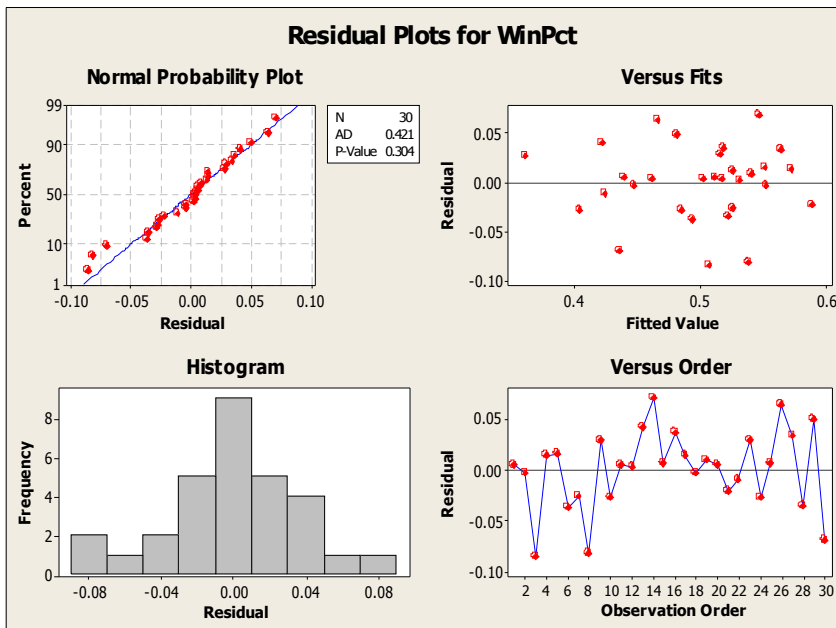 Residual Plots for WinPct
Normal Probability Plot
99
90
50
10
1
Percent
-0.10 -0.05 0.00 0.05 0.10
Residual
N 30
AD 0.421
P-Value 0.304
Versus Fits
0.05
0.00
-0.05
-0.10
Residual
0.4 0.5 0.6
Fitted Value
Histogram
8
6
4
2
0
Frequency
-0.08 -0.04 0.00 0.04 0.08
Residual
Versus Order
0.05
0.00
-0.05
-0.10
Residual
2 4 6 8 10 12 14 16 18 20 22 24 26 28 30
Observation Order